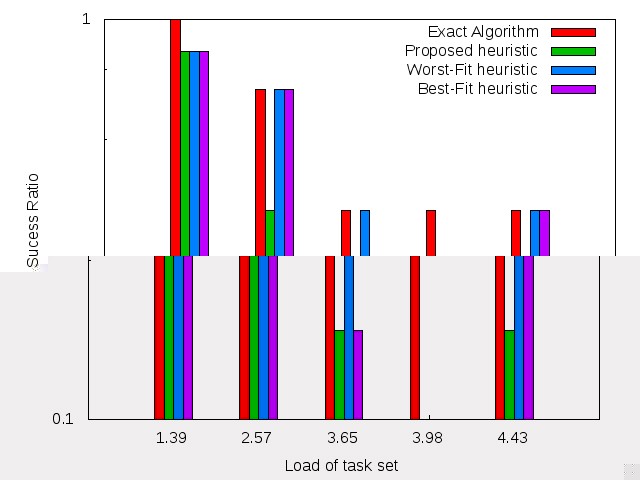 1
Exact Algorithm
Proposed heuristic
Worst-Fit heuristic
Best-Fit heuristic
Sucess Ratio
0.1
1.39 2.57 3.65 3.98 4.43
Load of task set